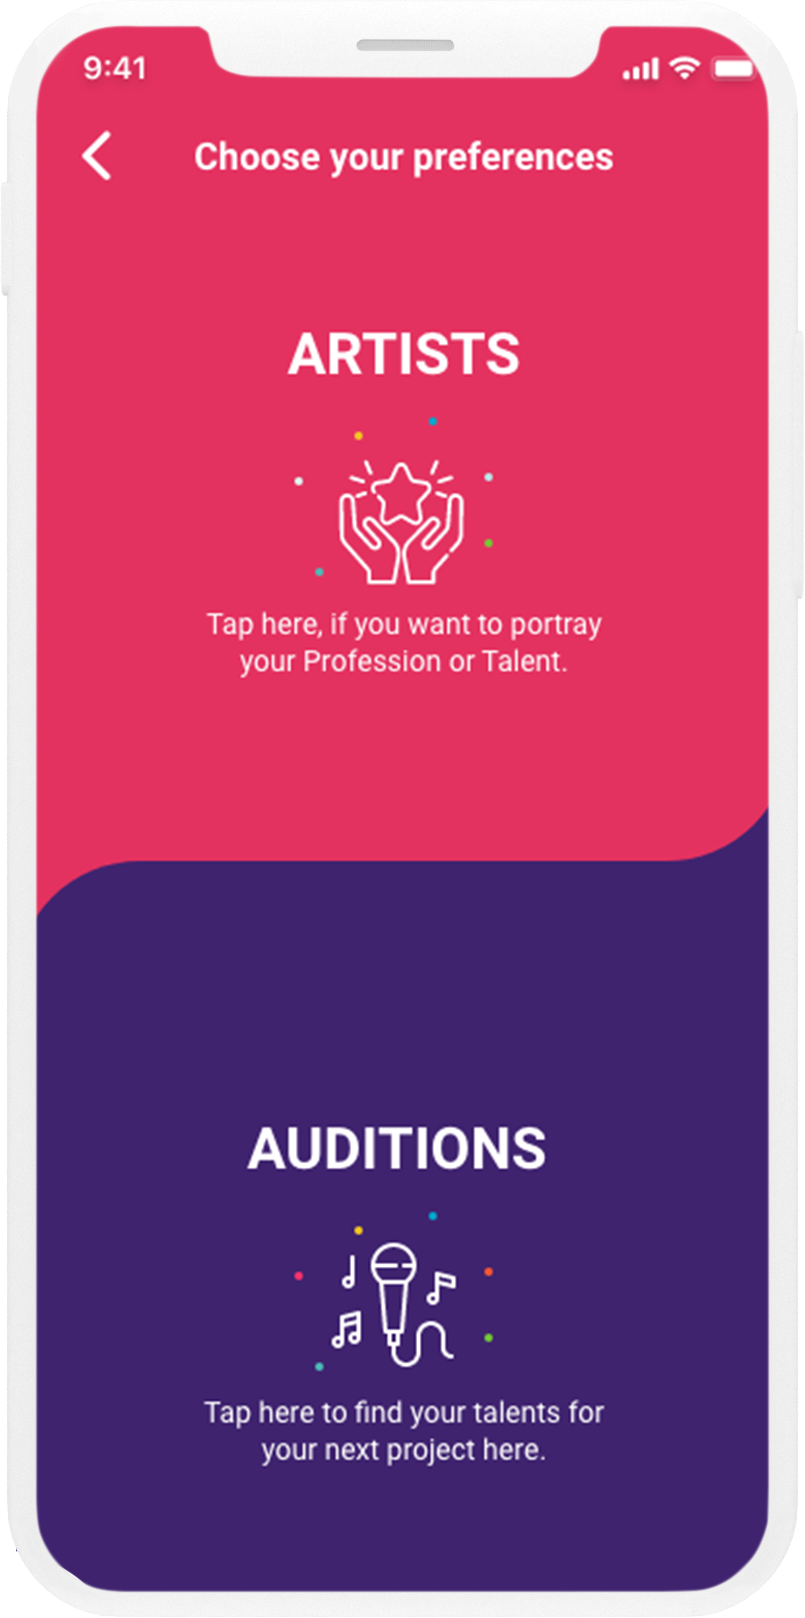 9:41
Choose your preferences
ARTISTS
Tap here, if you want to portray
your Profession or Talent.
AUDITIONS
Tap here to find your talents for
your next project here.